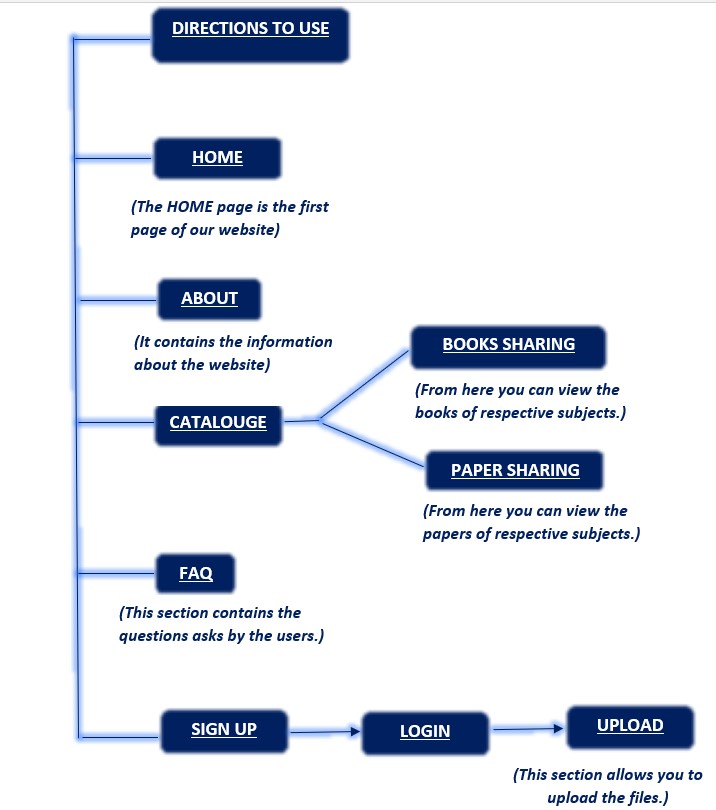 DIRECTIONS TO USE
HOME
(The HOME page is the first
page of our website)
ABOUT
(It contains the information
about the website)
CATALOUGE
BOOKS SHARING
(From here you can view the
books of respective subjects.)
PAPER SHARING
(From here you can view the
papers of respective subjects.)
FAQ
(This section contains the
questions asks by the users.)
SIGN UP
LOGIN
UPLOAD
(This section allows you to
upload the files.)